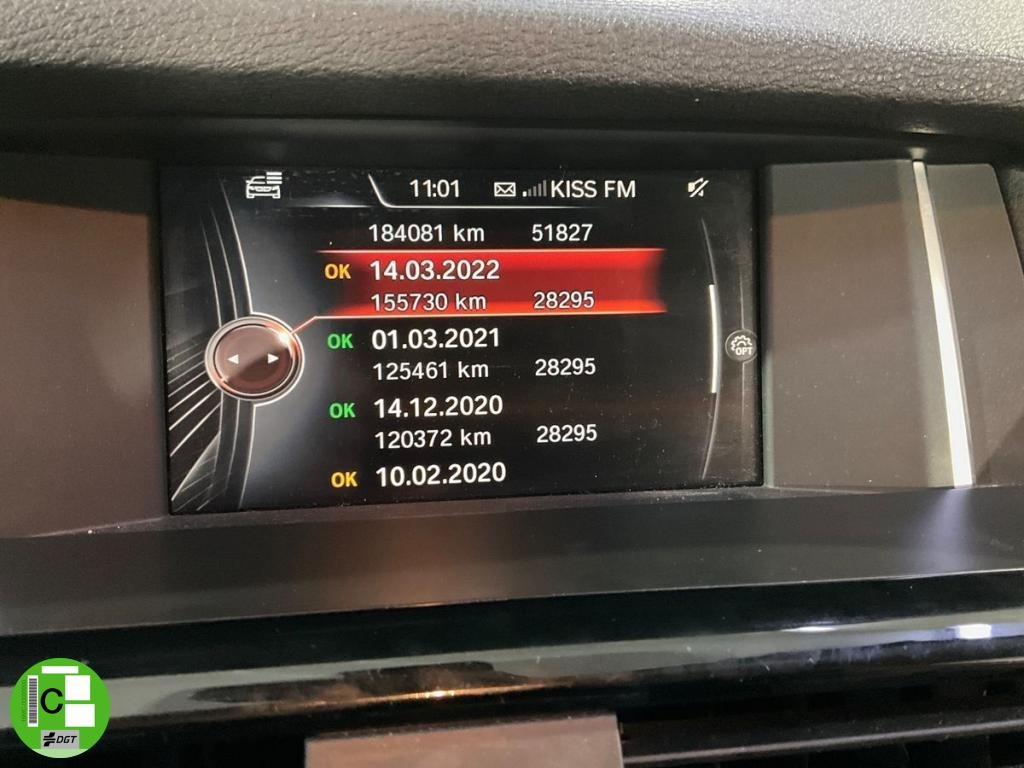 11:01 KISS FM
184081 km 51827
OK 14.03.2022
155730 km 28295
OK 01.03.2021
125461 km 28295
OPT
OK 14.12.2020
120372 km 28295
OK 10.02.2020
C
DGT